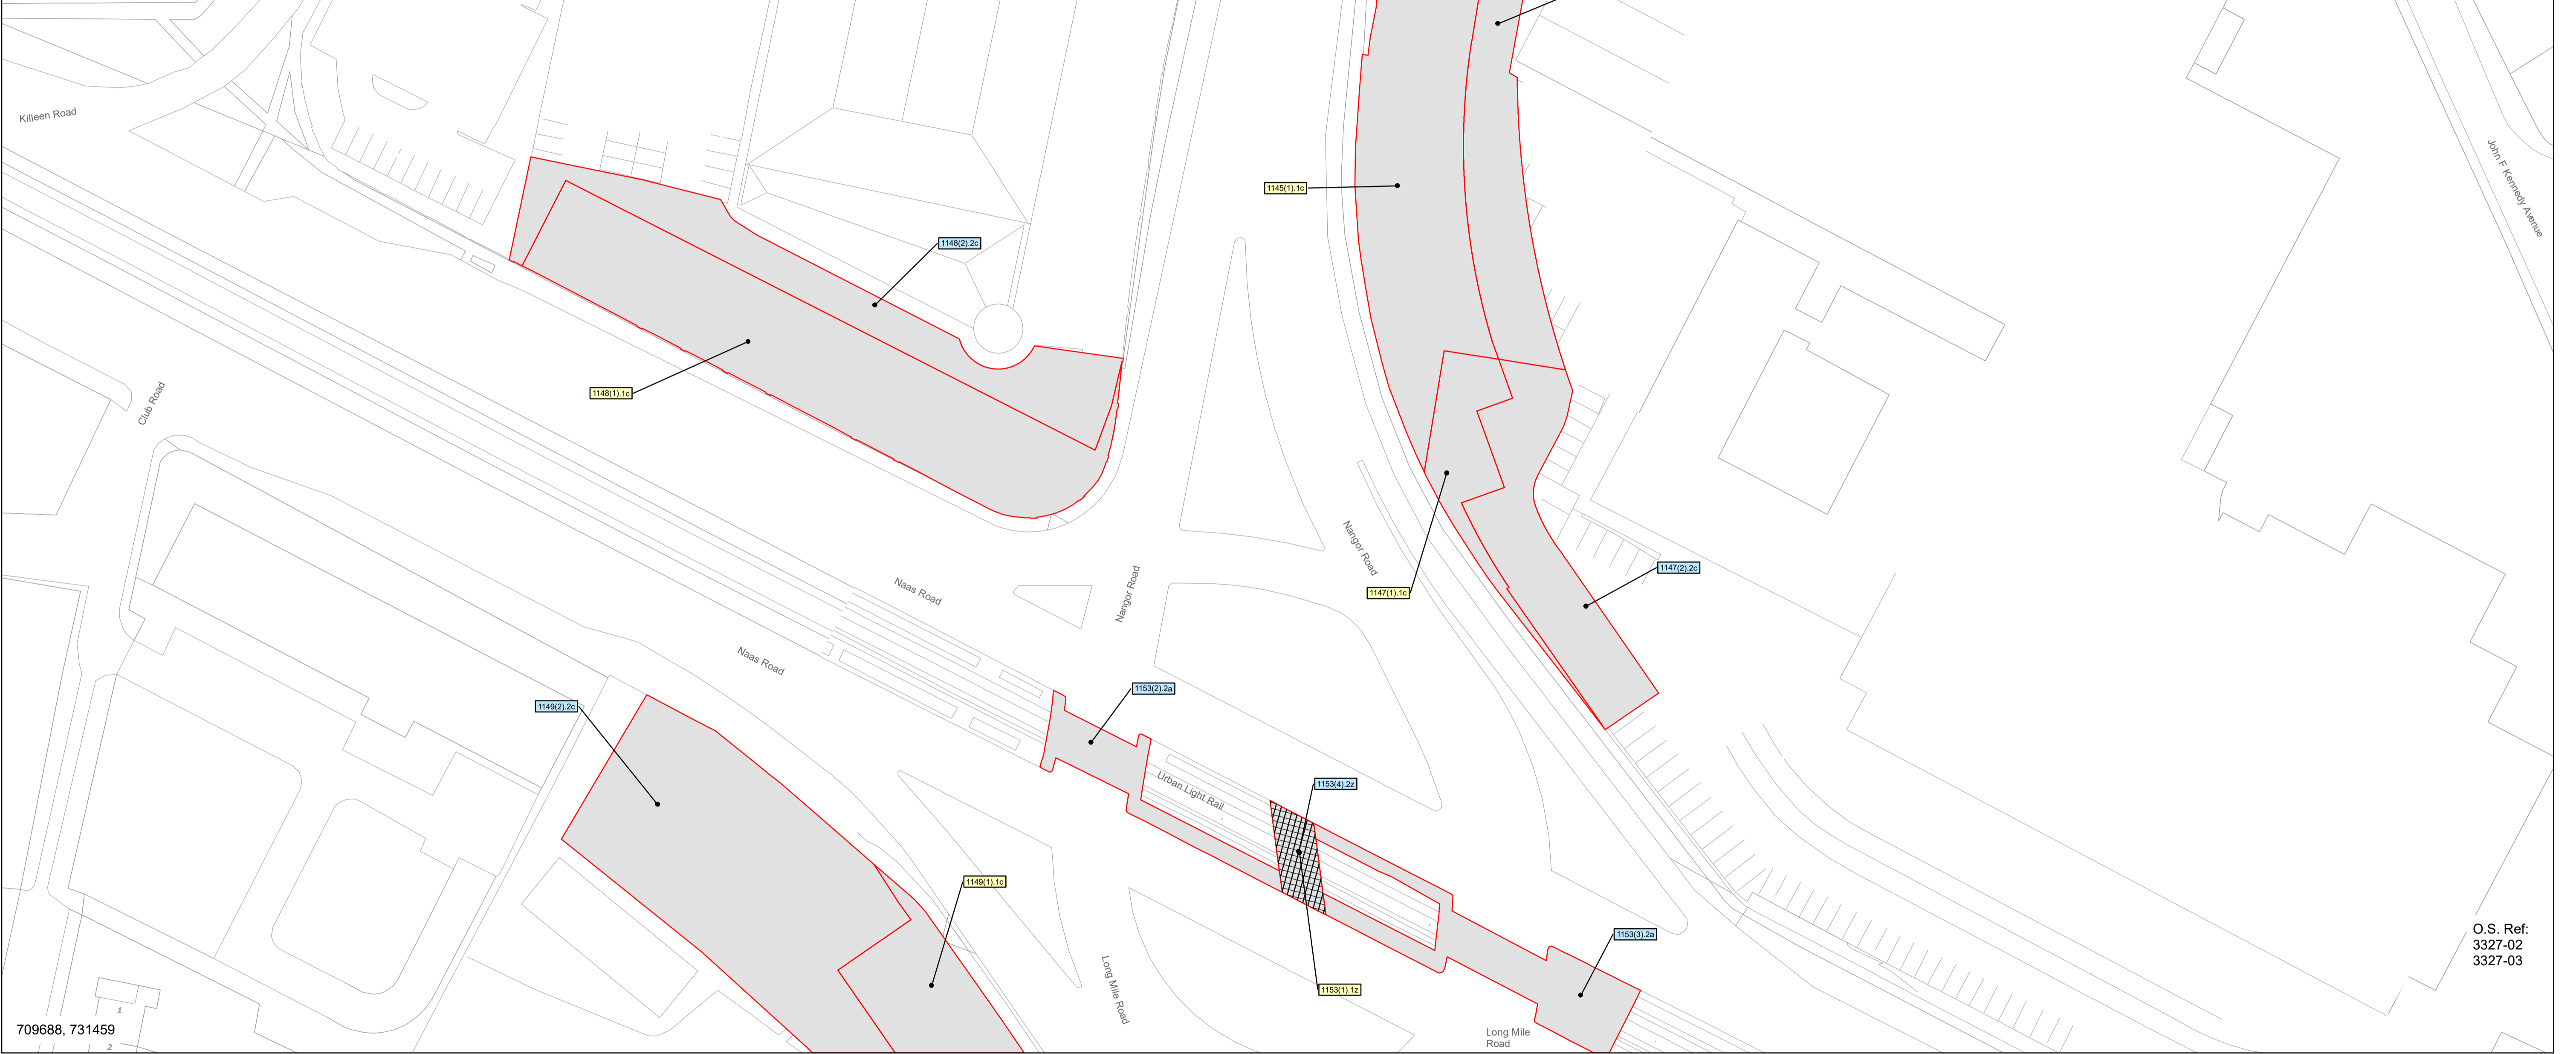 Killeen Road
John F Kennedy Avenue
1145(1).1c
1148(2).2c
1148(1).1c
Club Road
Nangor Road
1147(2).2c
Naas Road
Nangor Road
1147(1).1c
Naas Road
1153(2).2a
1149(2).2c
Urban Light Rail
1153(4).2z
1149(1).1c
1153(3).2a
O.S. Ref:
3327-02
3327-03
Long Mile Road
1153(1).1z
1
709688, 731459
Long Mile
Road
2